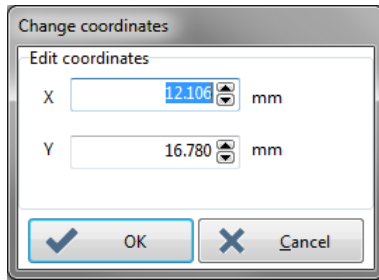 Change coordinates
Edit coordinates
X 12.106 mm
Y 16.780 mm
OK Cancel